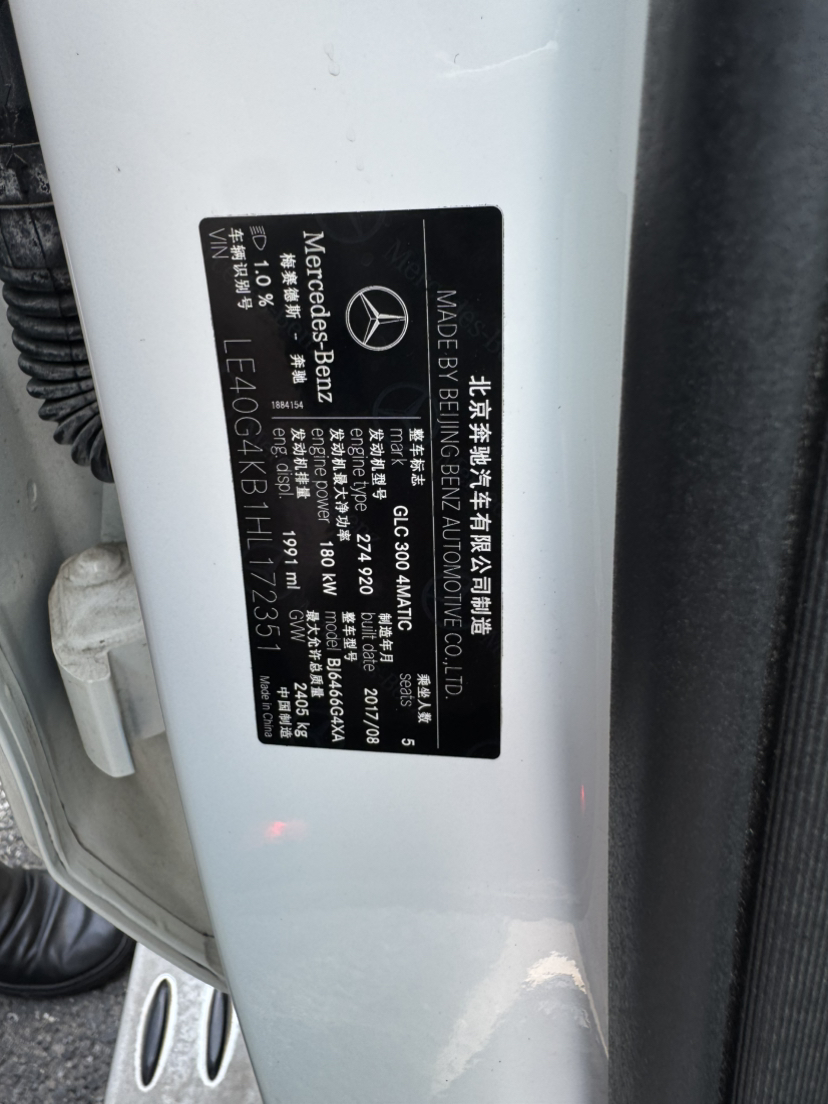 北京奔驰汽车有限公司制造
MADE BY BEIJING BENZ AUTOMOTIVE CO.,LTD.
Mercedes-Benz
梅赛德斯 - 奔驰
1884154
1.0 %
整车标志
mark GLC 300 4MATIC
乘坐人数
seats 5
发动机型号
engine type 274 920
制造年月
built date 2017/08
发动机最大净功率
engine power 180 kW
整车型号
model BJ6466G4XA
发动机排量
eng. displ. 1991 ml
最大允许总质量
GVW 2405 kg
车辆识别号
VIN LE40G4KB1HL172351
中国制造
Made in China